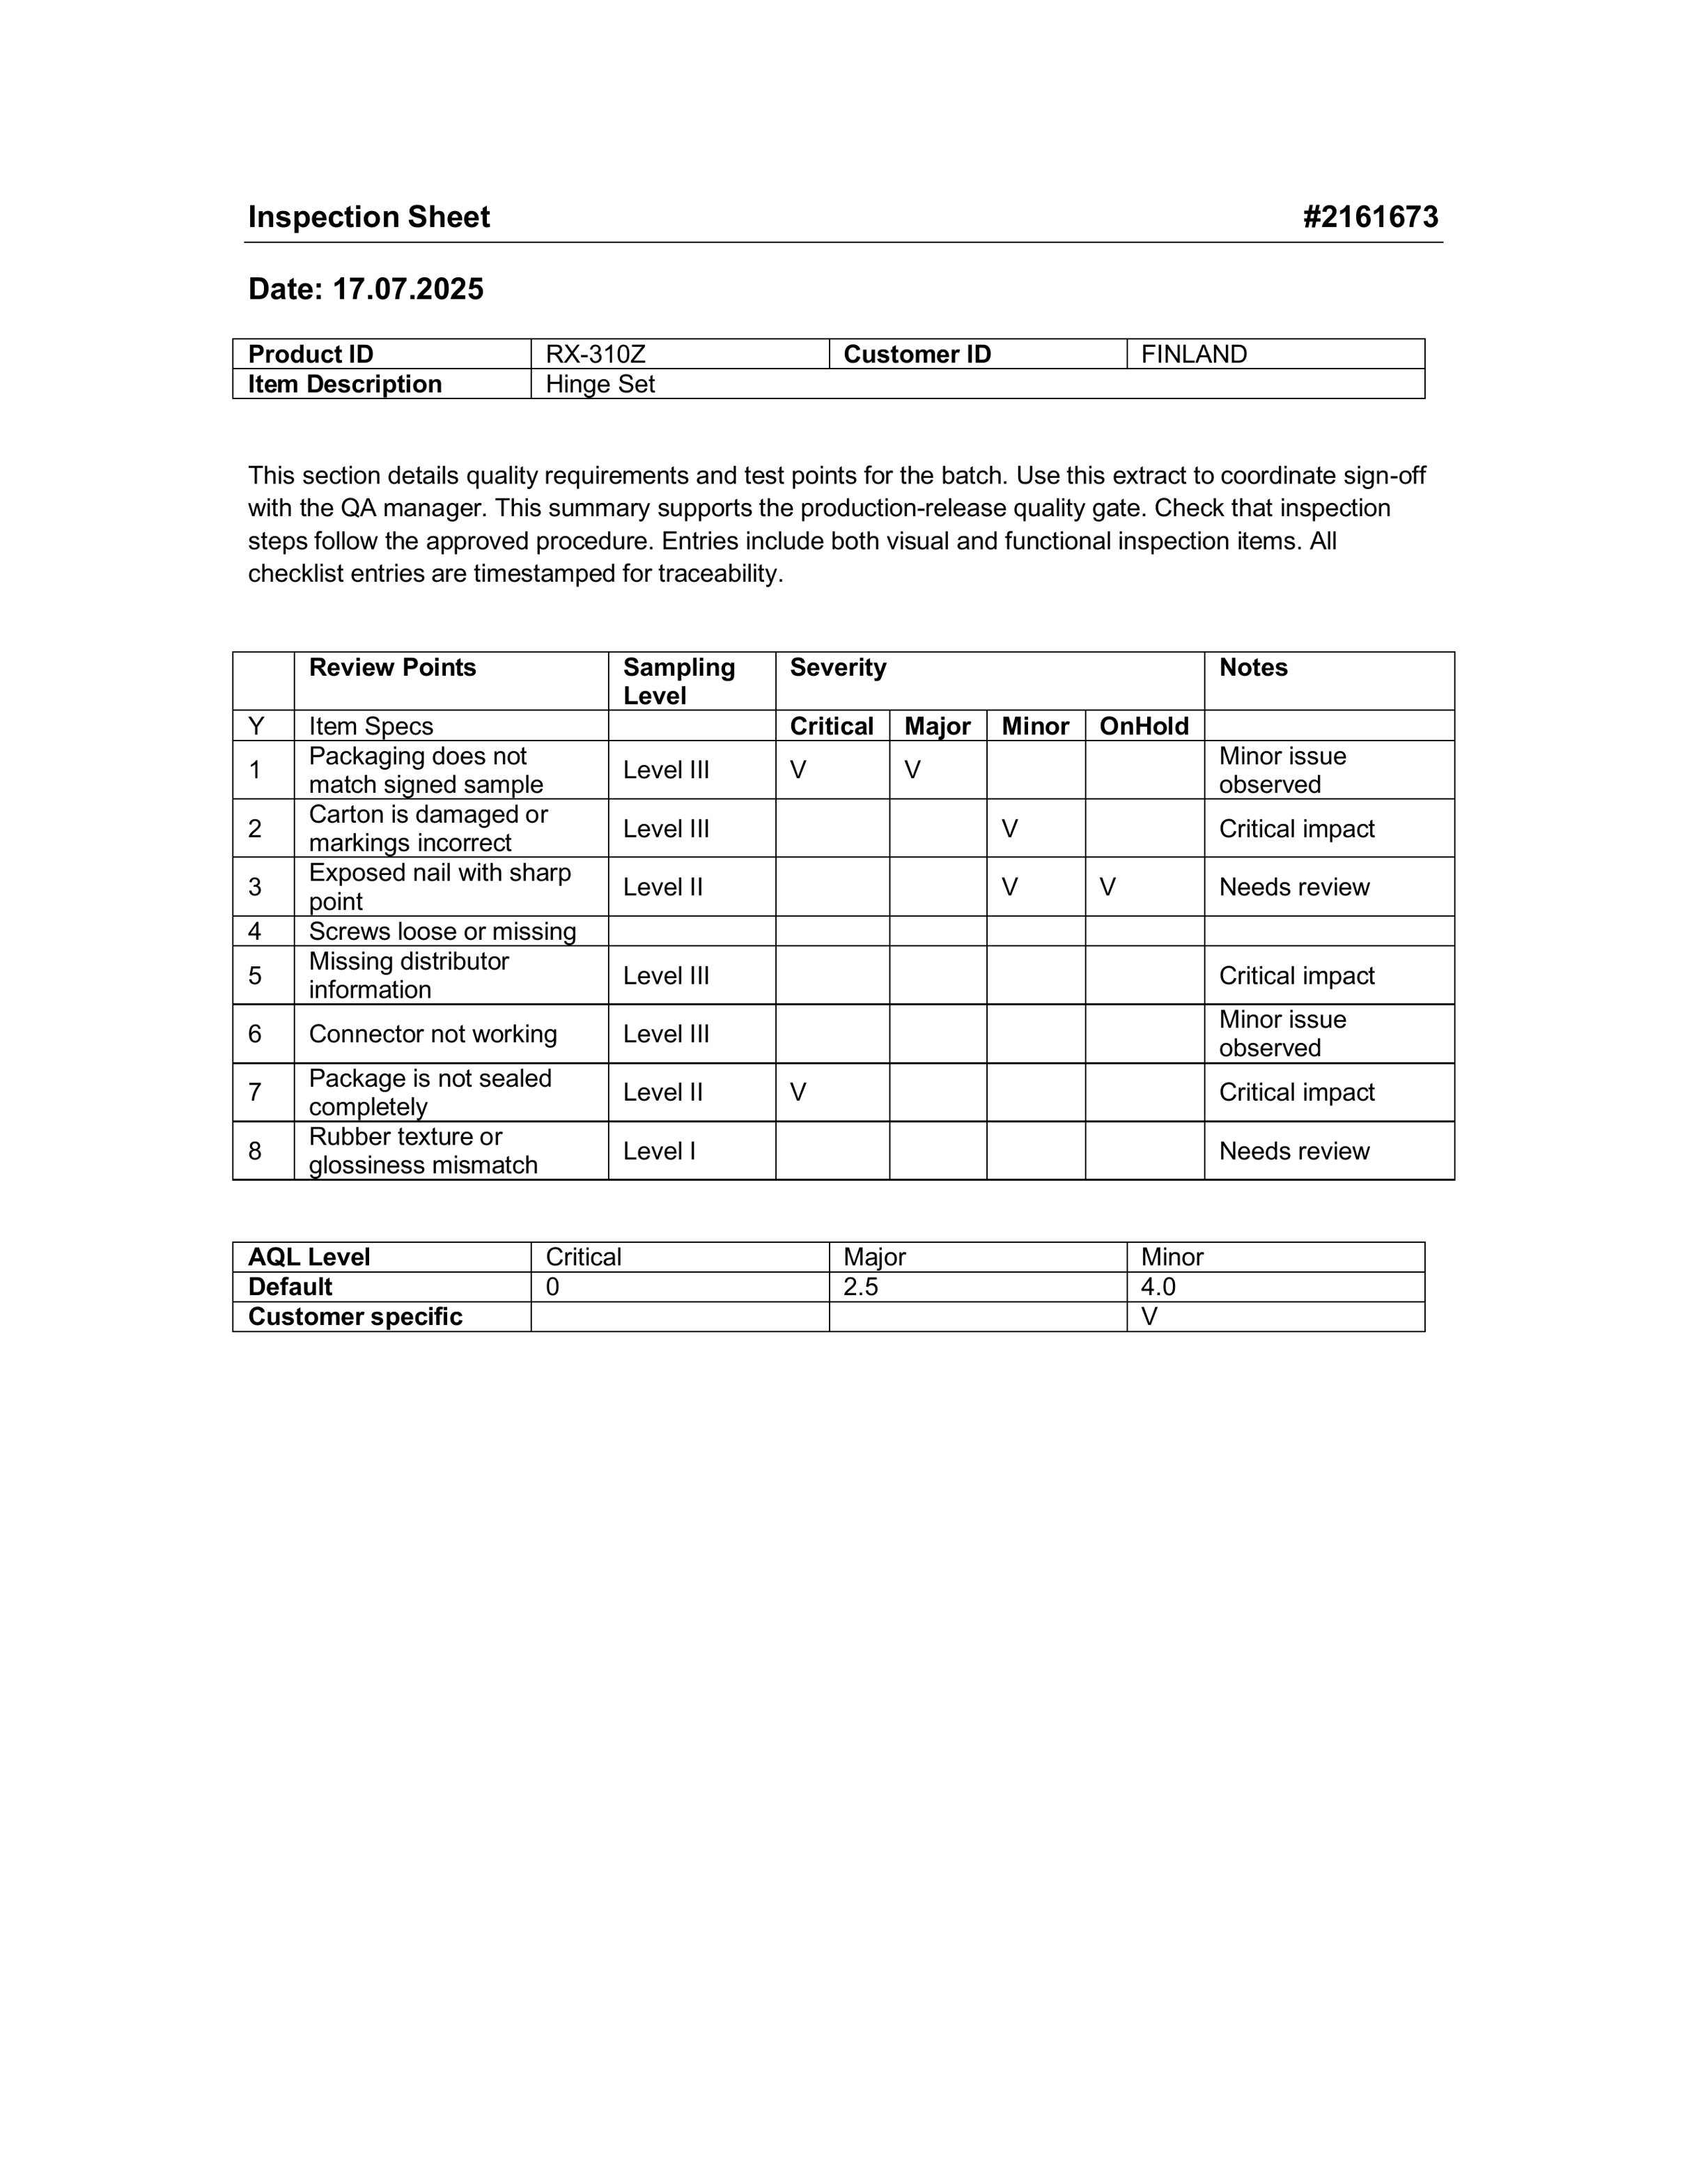 Inspection Sheet #2161673
Date: 17.07.2025
Product ID RX-310Z Customer ID FINLAND
Item Description Hinge Set
This section details quality requirements and test points for the batch. Use this extract to coordinate sign-off
with the QA manager. This summary supports the production-release quality gate. Check that inspection
steps follow the approved procedure. Entries include both visual and functional inspection items. All
checklist entries are timestamped for traceability.
Review Points Sampling Level Severity Notes
Y Item Specs Critical Major Minor OnHold
1 Packaging does not match signed sample Level III V V Minor issue observed
2 Carton is damaged or markings incorrect Level III V Critical impact
3 Exposed nail with sharp point Level II V V Needs review
4 Screws loose or missing
5 Missing distributor information Level III Critical impact
6 Connector not working Level III Minor issue observed
7 Package is not sealed completely Level II V Critical impact
8 Rubber texture or glossiness mismatch Level I Needs review
AQL Level Critical Major Minor
Default 0 2.5 4.0
Customer specific V